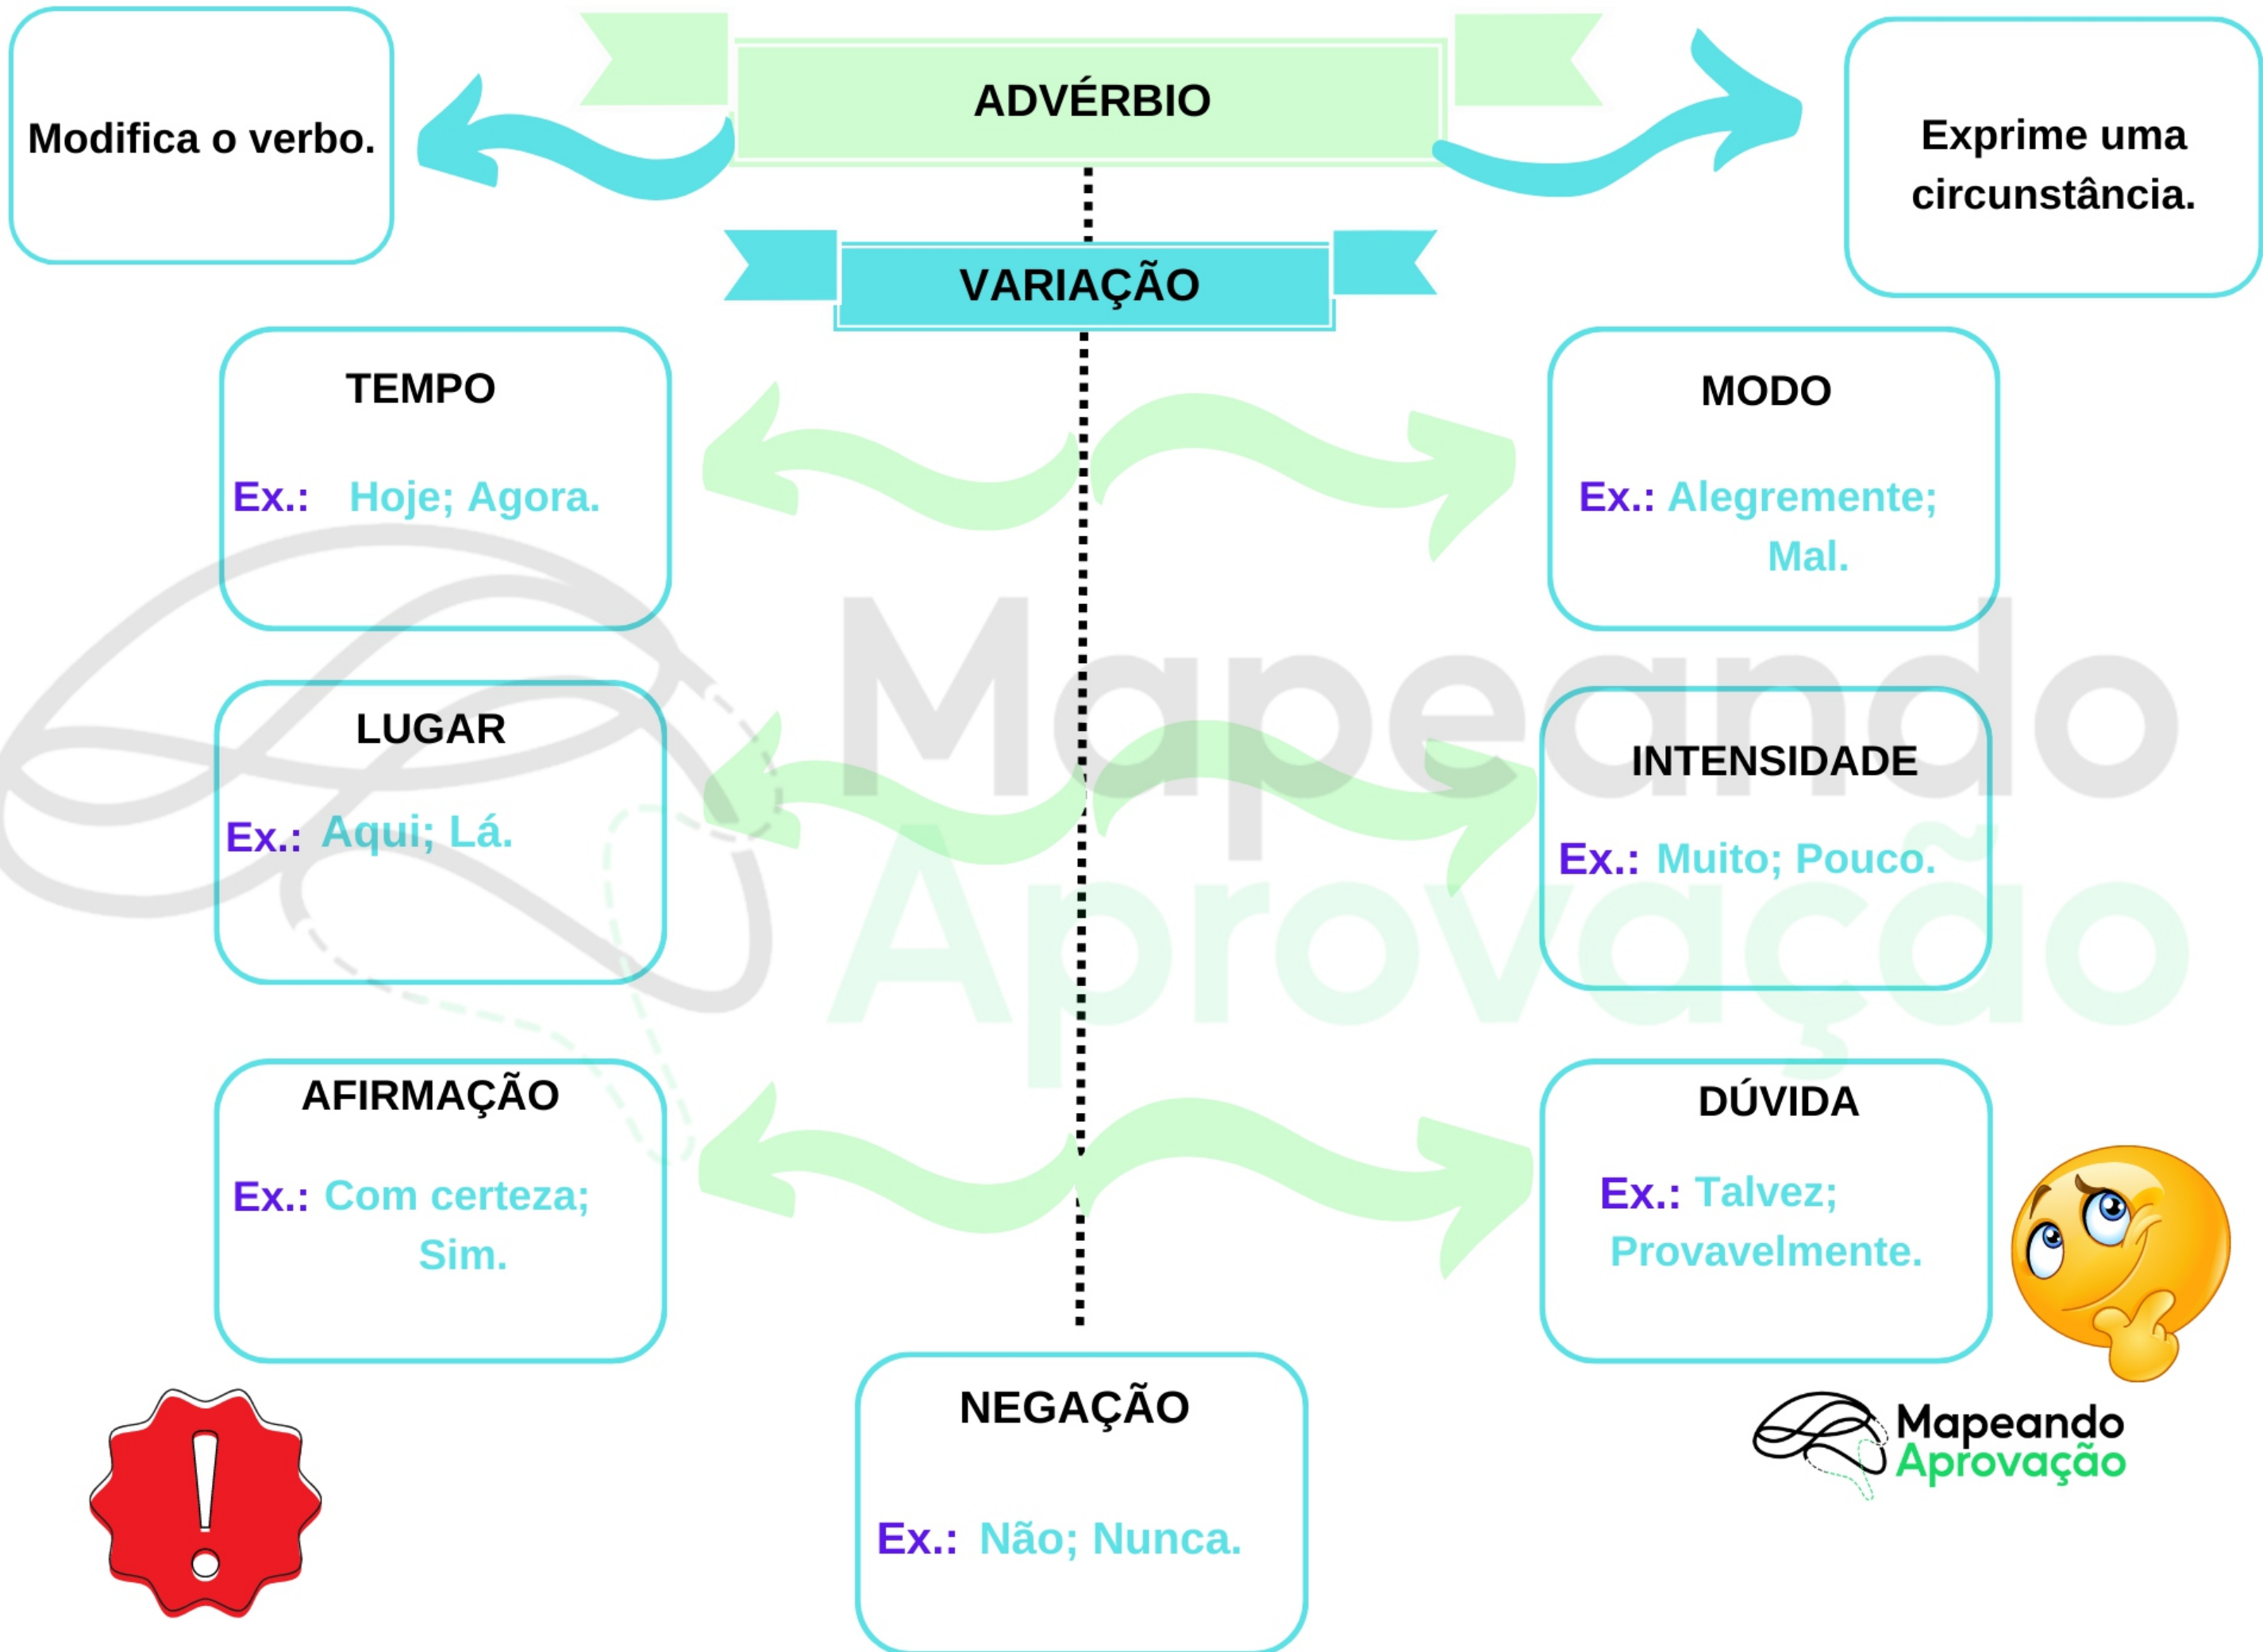 ADVÉRBIO
Modifica o verbo.
Exprime uma
circunstância.
VARIAÇÃO
TEMPO
Ex.: Hoje; Agora.
MODO
Ex.: Alegremente;
Mal.
LUGAR
Ex.: Aqui; Lá.
INTENSIDADE
Ex.: Muito; Pouco.
AFIRMAÇÃO
Ex.: Com certeza;
Sim.
DÚVIDA
Ex.: Talvez;
Provavelmente.
NEGAÇÃO
Ex.: Não; Nunca.
Mapeando
Aprovação
Mapeando
Aprovação